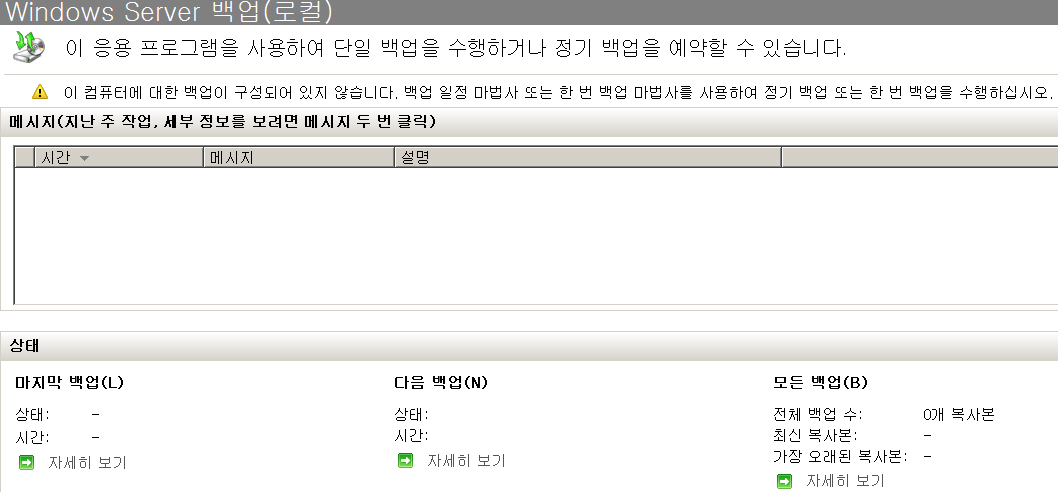 Windows Server 백업(로컬)
이 응용 프로그램을 사용하여 단일 백업을 수행하거나 정기 백업을 예약할 수 있습니다.
이 컴퓨터에 대한 백업이 구성되어 있지 않습니다. 백업 일정 마법사 또는 한 번 백업 마법사를 사용하여 정기 백업 또는 한 번 백업을 수행하십시오.
메시지(지난 주 작업, 세부 정보를 보려면 메시지 두 번 클릭)
시간 메시지 설명
상태
마지막 백업(L) 다음 백업(N) 모든 백업(B)
상태: - 상태: 전체 백업 수: 0개 복사본
시간: - 시간: 최신 복사본: -
가장 오래된 복사본: -
자세히 보기 자세히 보기 자세히 보기